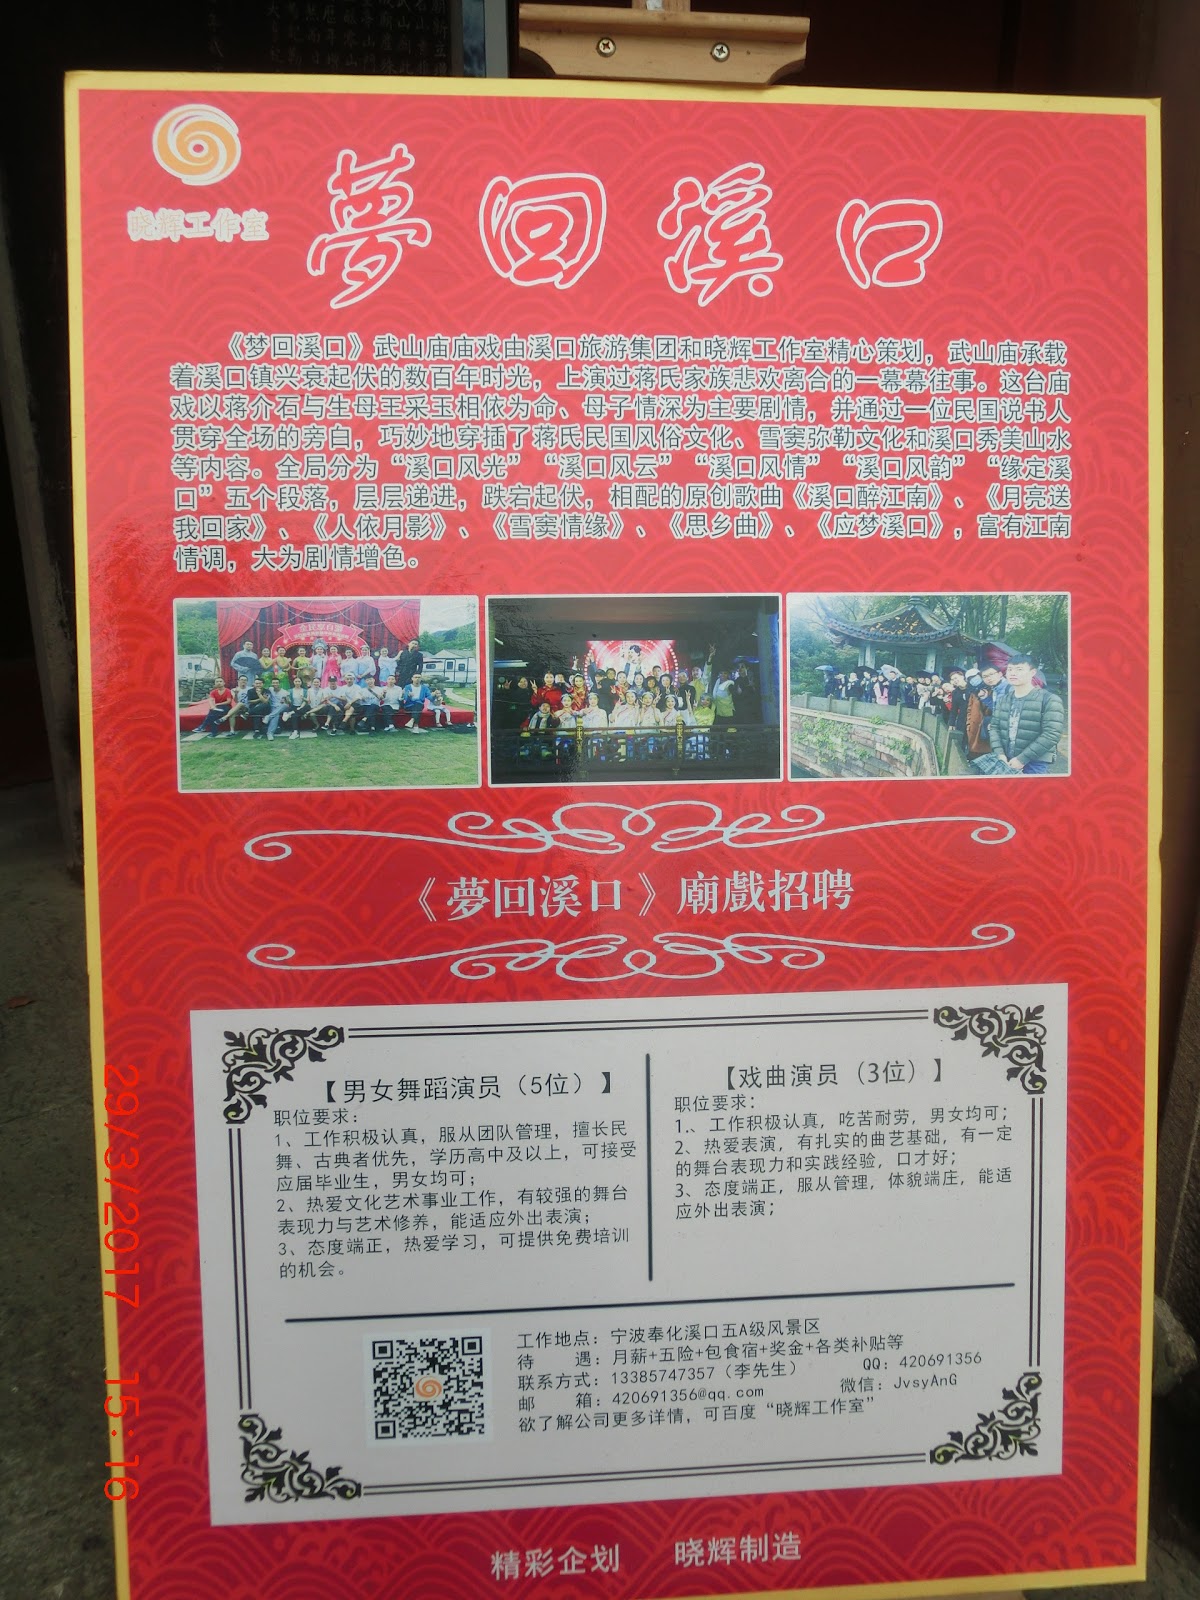 晓辉工作室
夢回溪口
《梦回溪口》武山庙庙戏由溪口旅游集团和晓辉工作室精心策划，武山庙承载
着溪口镇兴衰起伏的数百年时光，上演过蒋氏家族悲欢离合的一幕幕往事。这台庙
戏以蒋介石与生母王采玉相依为命、母子情深为主要剧情，并通过一位民国说书人
贯穿全场的旁白，巧妙地穿插了蒋氏民国风俗文化、雪窦弥勒文化和溪口秀美山水
等内容。全局分为“溪口风光”“溪口风云”“溪口风情”“溪口风韵”“缘定溪
口”五个段落，层层递进，跌宕起伏，相配的原创歌曲《溪口醉江南》、《月亮送
我回家》、《人依月影》、《雪窦情缘》、《思乡曲》、《应梦溪口》，富有江南
情调，大为剧情增色。
《夢回溪口》廟戲招聘
【男女舞蹈演员（5位）】
职位要求：
1、工作积极认真，服从团队管理，擅长民
舞、古典者优先，学历高中及以上，可接受
应届毕业生，男女均可；
2、热爱文化艺术事业工作，有较强的舞台
表现力与艺术修养，能适应外出表演；
3、态度端正，热爱学习，可提供免费培训
的机会。
【戏曲演员（3位）】
职位要求：
1.、工作积极认真，吃苦耐劳，男女均可；
2、热爱表演，有扎实的曲艺基础，有一定
的舞台表现力和实践经验，口才好；
3、态度端正，服从管理，体貌端庄，能适
应外出表演；
工作地点：宁波奉化溪口五A级风景区
待 遇：月薪+五险+包食宿+奖金+各类补贴等
联系方式：13385747357（李先生） QQ：420691356
邮 箱：420691356@qq.com 微信：JvsyAnG
欲了解公司更多详情，可百度“晓辉工作室”
精彩企划 晓辉制造
29/3/2017 15:16